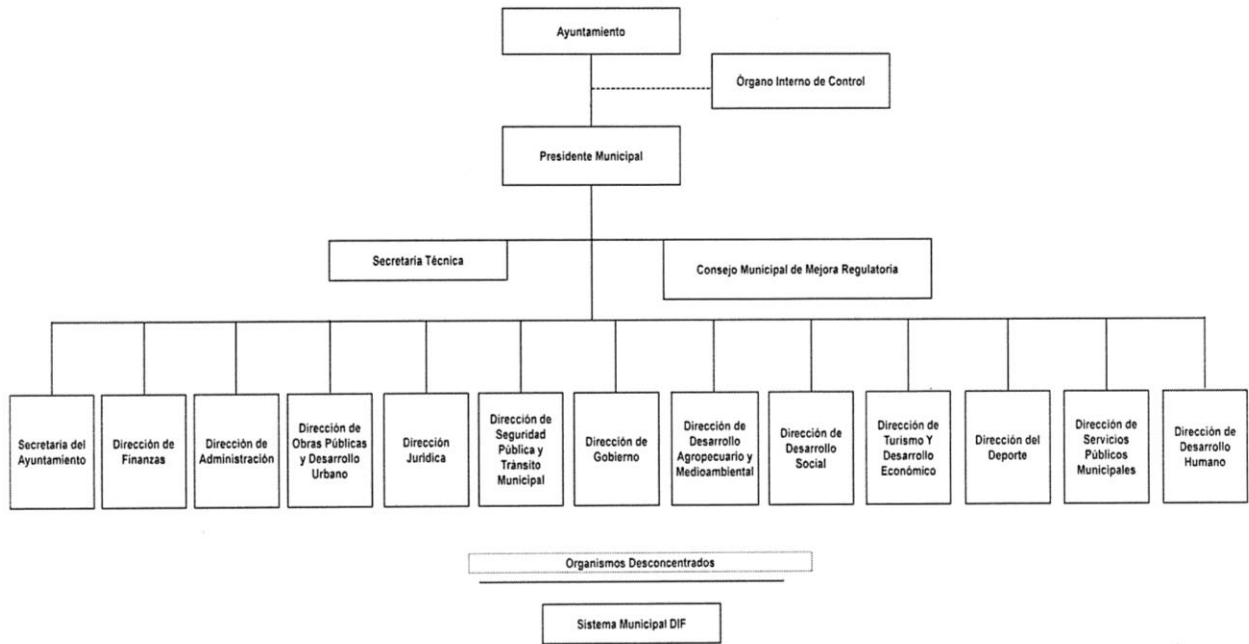 Ayuntamiento
Órgano Interno de Control
Presidente Municipal
Secretaría Técnica
Consejo Municipal de Mejora Regulatoria
Secretaría del
Ayuntamiento
Dirección de
Finanzas
Dirección de
Administración
Dirección de
Obras Públicas
y Desarrollo
Urbano
Dirección
Jurídica
Dirección de
Seguridad
Pública y
Tránsito
Municipal
Dirección de
Gobierno
Dirección de
Desarrollo
Agropecuario y
Medioambiental
Dirección de
Desarrollo
Social
Dirección de
Turismo Y
Desarrollo
Económico
Dirección del
Deporte
Dirección de
Servicios
Públicos
Municipales
Dirección de
Desarrollo
Humano
Organismos Desconcentrados
Sistema Municipal DIF